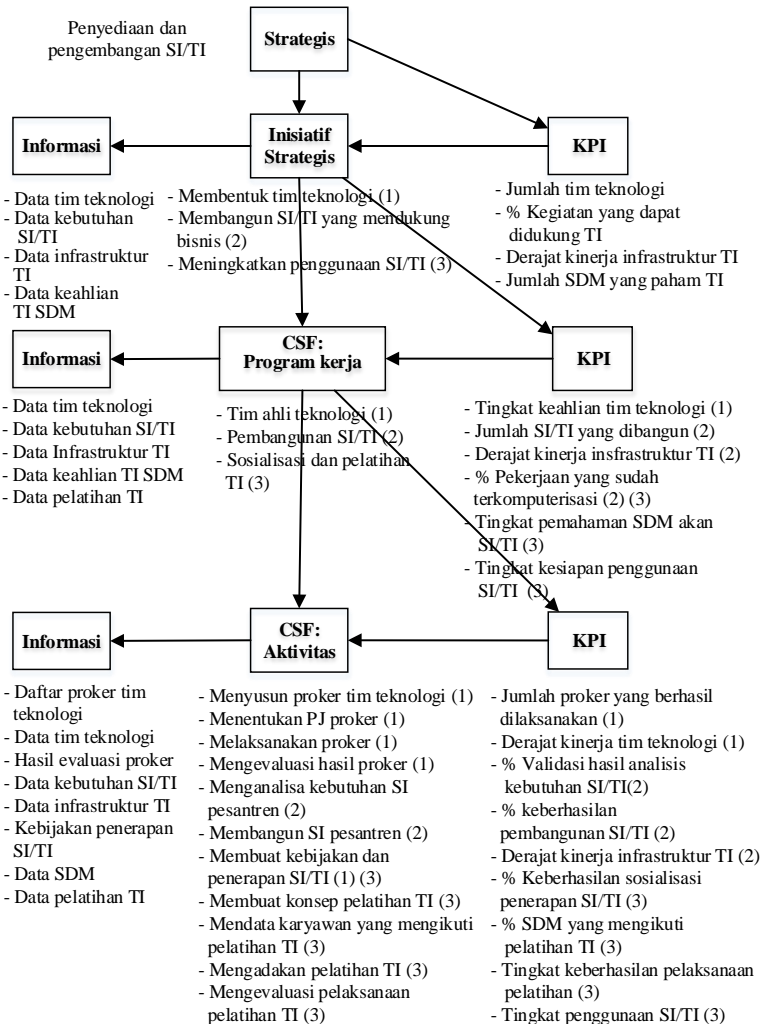 Penyediaan dan
pengembangan SI/TI
Strategis
Informasi
Inisiatif
Strategis
KPI
- Data tim teknologi
- Data kebutuhan
SI/TI
- Data infrastruktur
TI
- Data keahlian
TI SDM
- Membentuk tim teknologi (1)
- Membangun SI/TI yang mendukung
bisnis (2)
- Meningkatkan penggunaan SI/TI (3)
- Jumlah tim teknologi
- % Kegiatan yang dapat
didukung TI
- Derajat kinerja infrastruktur TI
- Jumlah SDM yang paham TI
Informasi
CSF:
Program kerja
KPI
- Data tim teknologi
- Data kebutuhan SI/TI
- Data Infrastruktur TI
- Data keahlian TI SDM
- Data pelatihan TI
- Tim ahli teknologi (1)
- Pembangunan SI/TI (2)
- Sosialisasi dan pelatihan
TI (3)
- Tingkat keahlian tim teknologi (1)
- Jumlah SI/TI yang dibangun (2)
- Derajat kinerja insfrastruktur TI (2)
- % Pekerjaan yang sudah
terkomputerisasi (2) (3)
- Tingkat pemahaman SDM akan
SI/TI (3)
- Tingkat kesiapan penggunaan
SI/TI (3)
Informasi
CSF:
Aktivitas
KPI
- Daftar proker tim
teknologi
- Data tim teknologi
- Hasil evaluasi proker
- Data kebutuhan SI/TI
- Data infrastruktur TI
- Kebijakan penerapan
SI/TI
- Data SDM
- Data pelatihan TI
- Menyusun proker tim teknologi (1)
- Menentukan PJ proker (1)
- Melaksanakan proker (1)
- Mengevaluasi hasil proker (1)
- Menganalisa kebutuhan SI
pesantren (2)
- Membangun SI pesantren (2)
- Membuat kebijakan dan
penerapan SI/TI (1) (3)
- Membuat konsep pelatihan TI (3)
- Mendata karyawan yang mengikuti
pelatihan TI (3)
- Mengadakan pelatihan TI (3)
- Mengevaluasi pelaksanaan
pelatihan TI (3)
- Jumlah proker yang berhasil
dilaksanakan (1)
- Derajat kinerja tim teknologi (1)
- % Validasi hasil analisis
kebutuhan SI/TI(2)
- % keberhasilan
pembangunan SI/TI (2)
- Derajat kinerja infrastruktur TI (2)
- % Keberhasilan sosialisasi
penerapan SI/TI (3)
- % SDM yang mengikuti
pelatihan TI (3)
- Tingkat keberhasilan pelaksanaan
pelatihan (3)
- Tingkat penggunaan SI/TI (3)